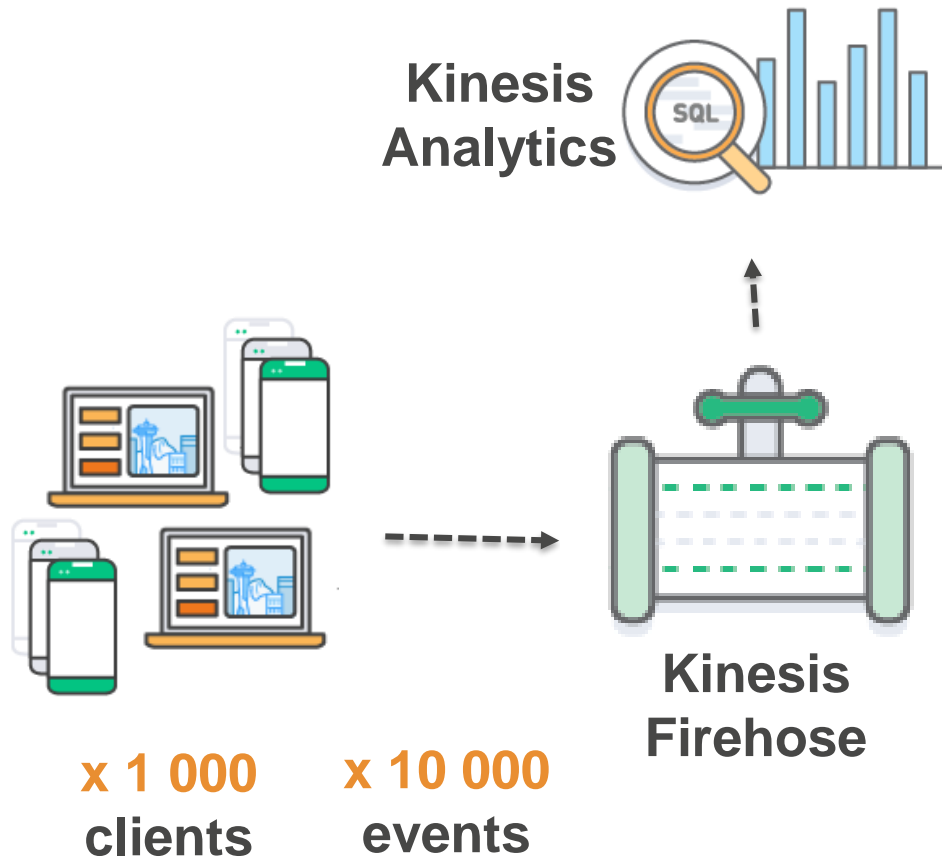 Kinesis
Analytics
SQL
Kinesis
Firehose
x 1 000
clients
x 10 000
events